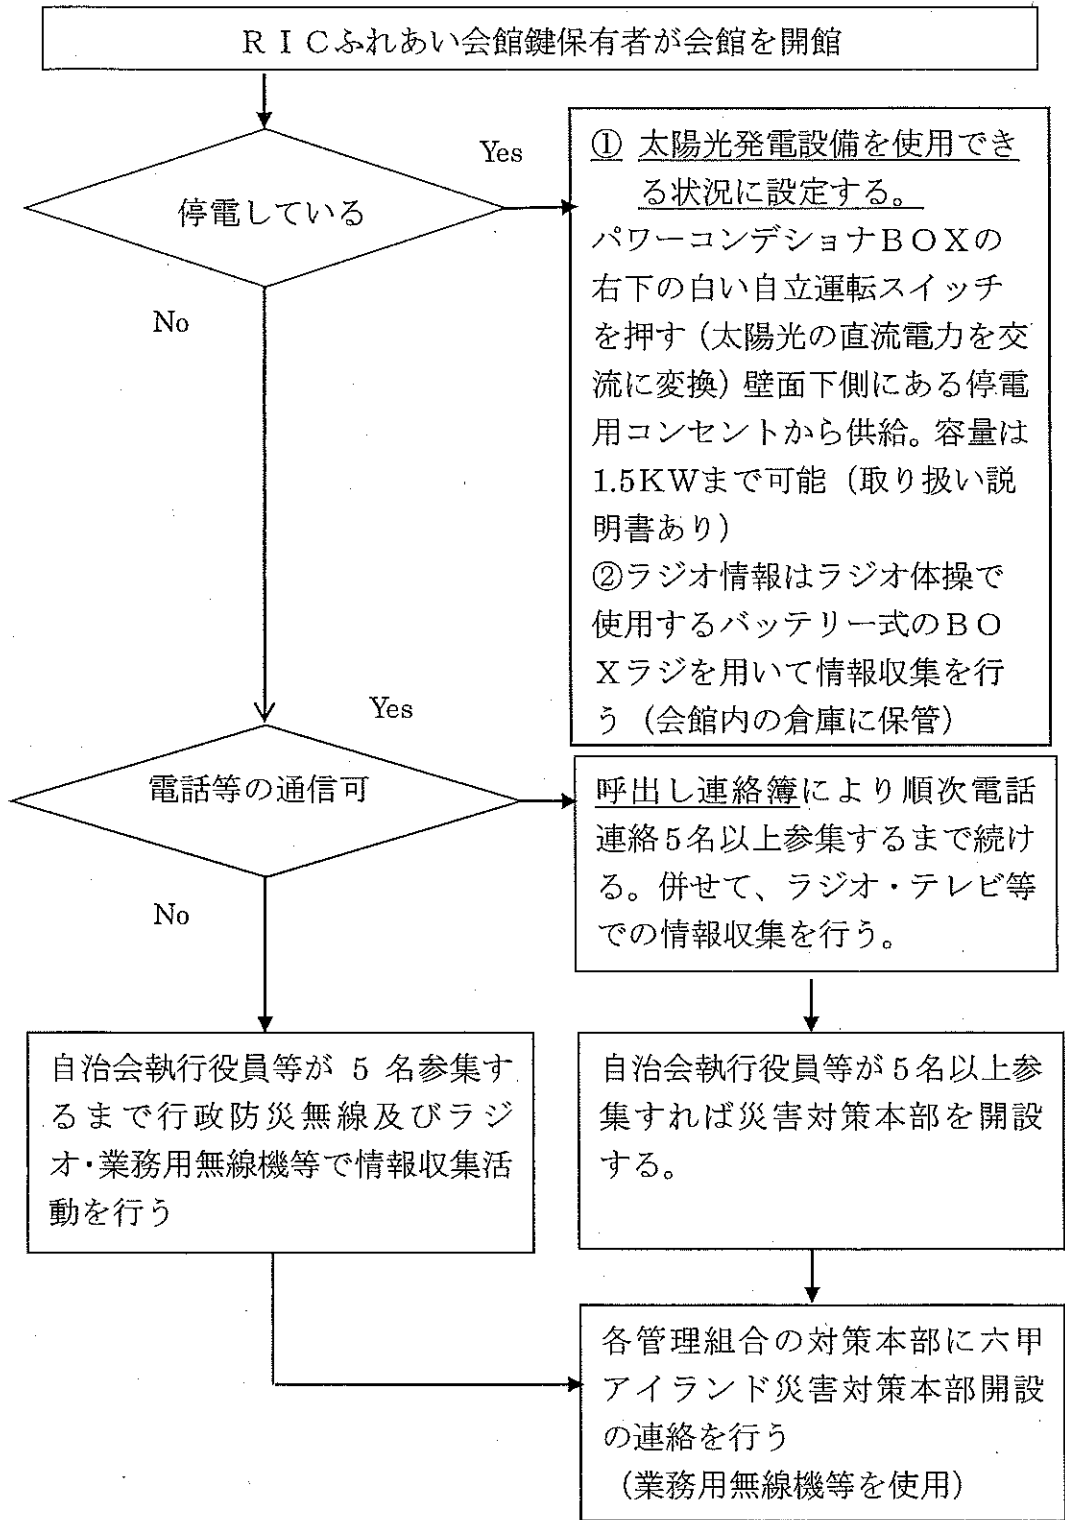 ＲＩＣふれあい会館鍵保有者が会館を開館
Yes
停電している
No
① 太陽光発電設備を使用でき
る状況に設定する。
パワーコンデショナＢＯＸの
右下の白い自立運転スイッチ
を押す（太陽光の直流電力を交
流に変換）壁面下側にある停電
用コンセントから供給。容量は
1.5KWまで可能（取り扱い説
明書あり）
②ラジオ情報はラジオ体操で
使用するバッテリー式のＢＯ
Ｘラジを用いて情報収集を行
う（会館内の倉庫に保管）
Yes
電話等の通信可
No
呼出し連絡簿により順次電話
連絡5名以上参集するまで続け
る。併せて、ラジオ・テレビ等
での情報収集を行う。
自治会執行役員等が 5 名参集す
るまで行政防災無線及びラジ
オ・業務用無線機等で情報収集活
動を行う
自治会執行役員等が5名以上参
集すれば災害対策本部を開設
する。
各管理組合の対策本部に六甲
アイランド災害対策本部開設
の連絡を行う
（業務用無線機等を使用）